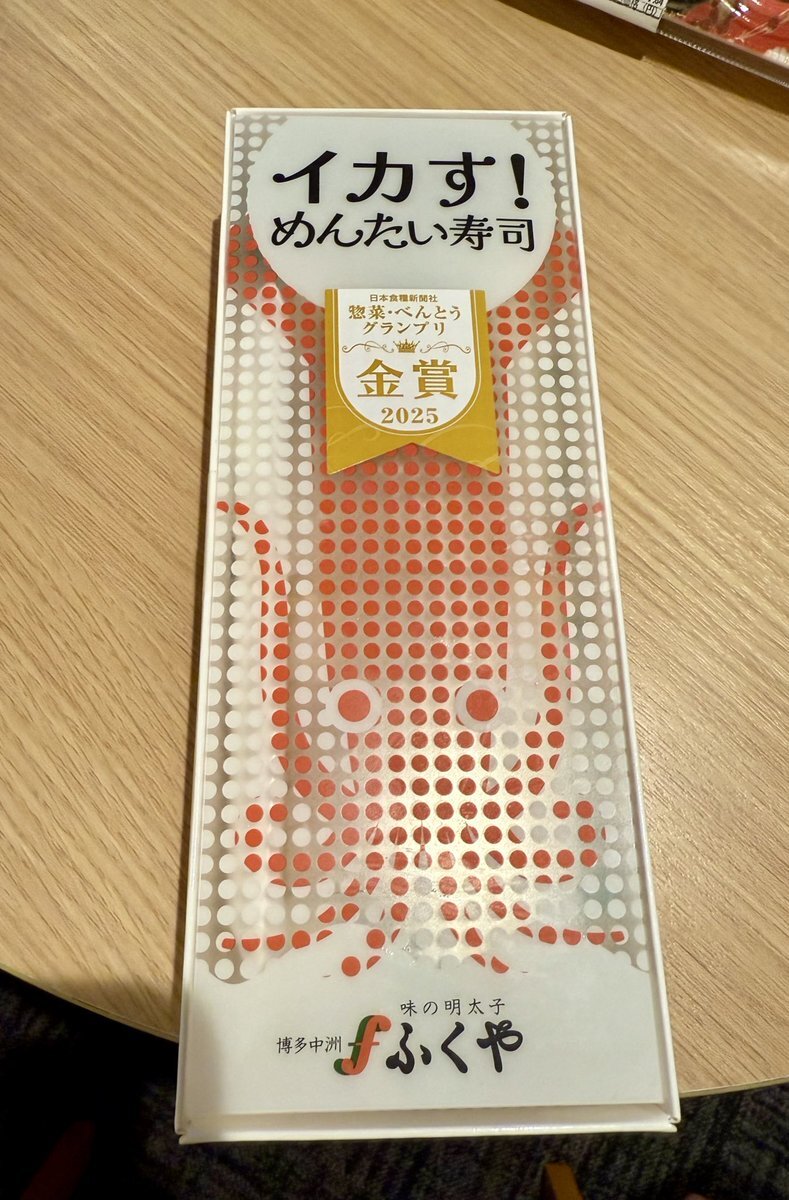 イカす!
めんたい寿司
日本食糧新聞社
惣菜・べんとう
グランプリ
金賞
2025
味の明太子
博多中洲 ふくや